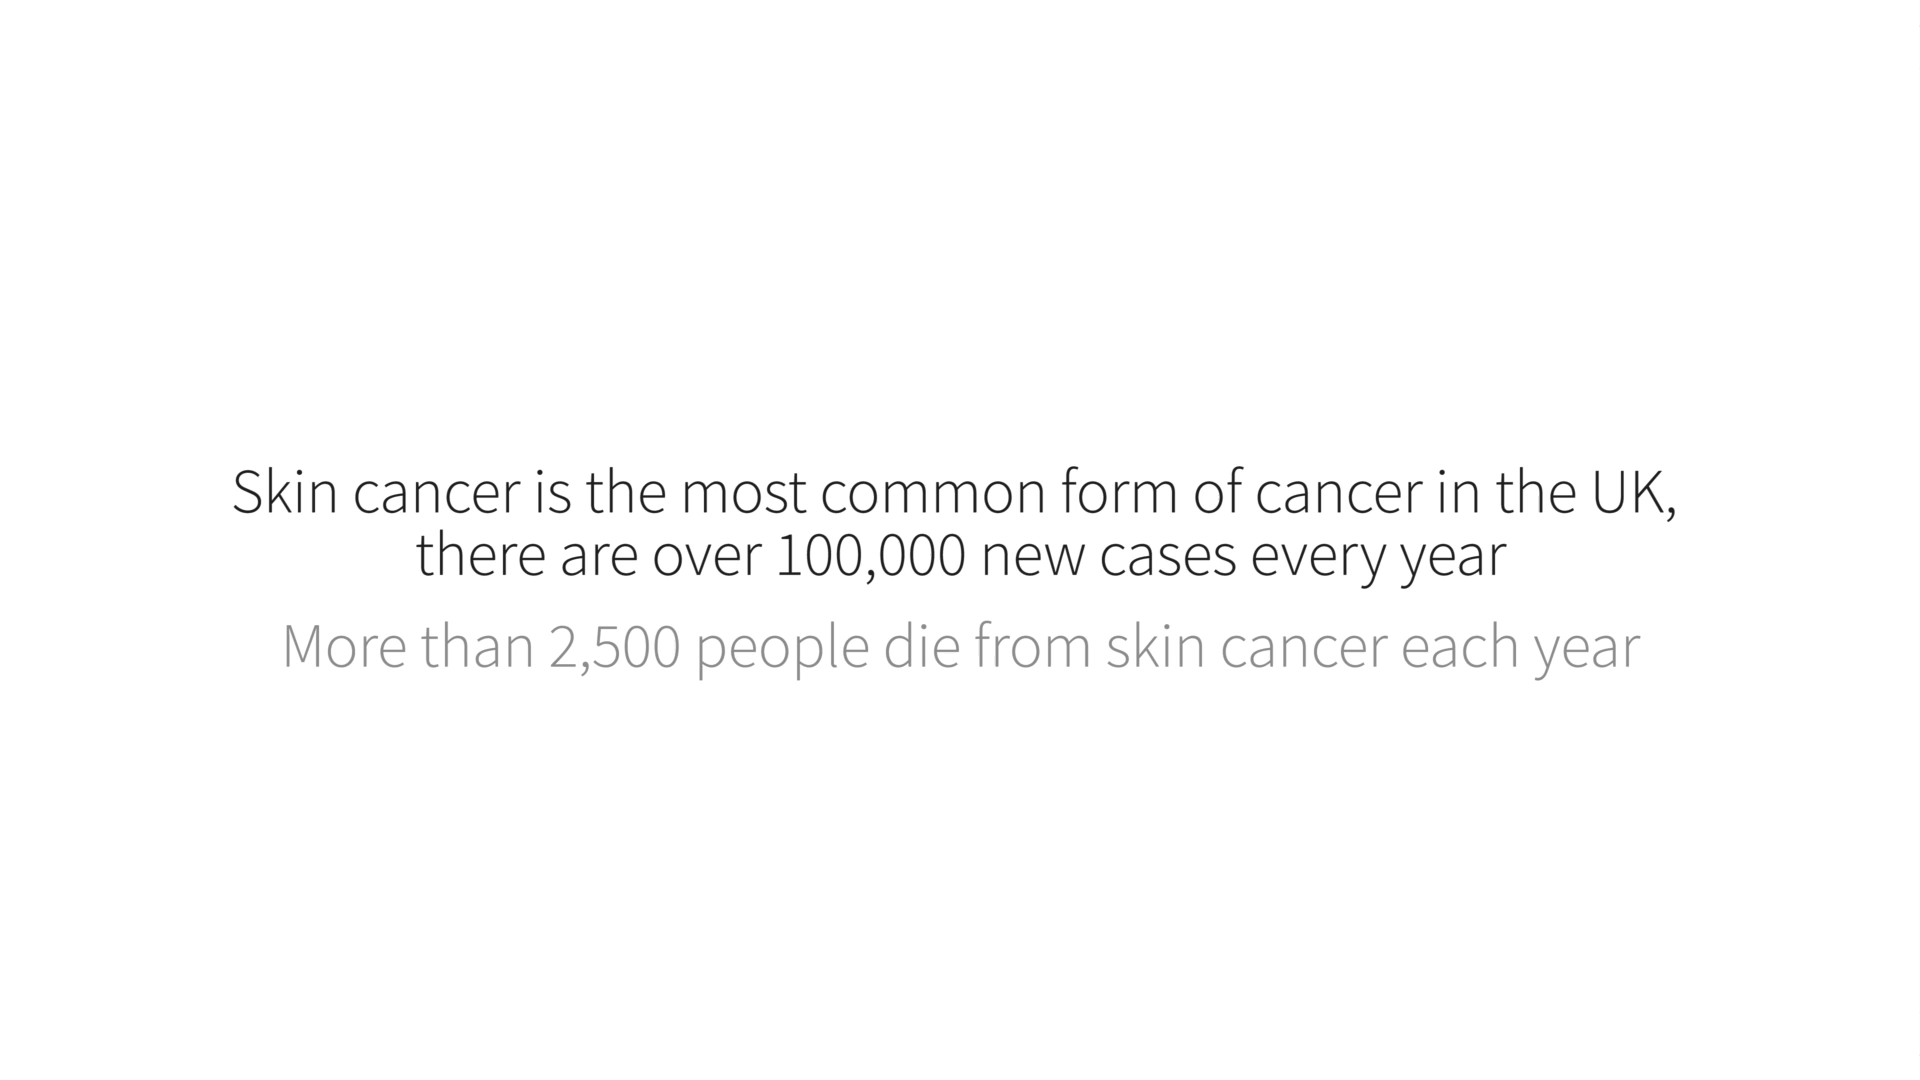 Skin cancer is the most common form of cancer in the UK,
there are over 100,000 new cases every year
More than 2,500 people die from skin cancer each year